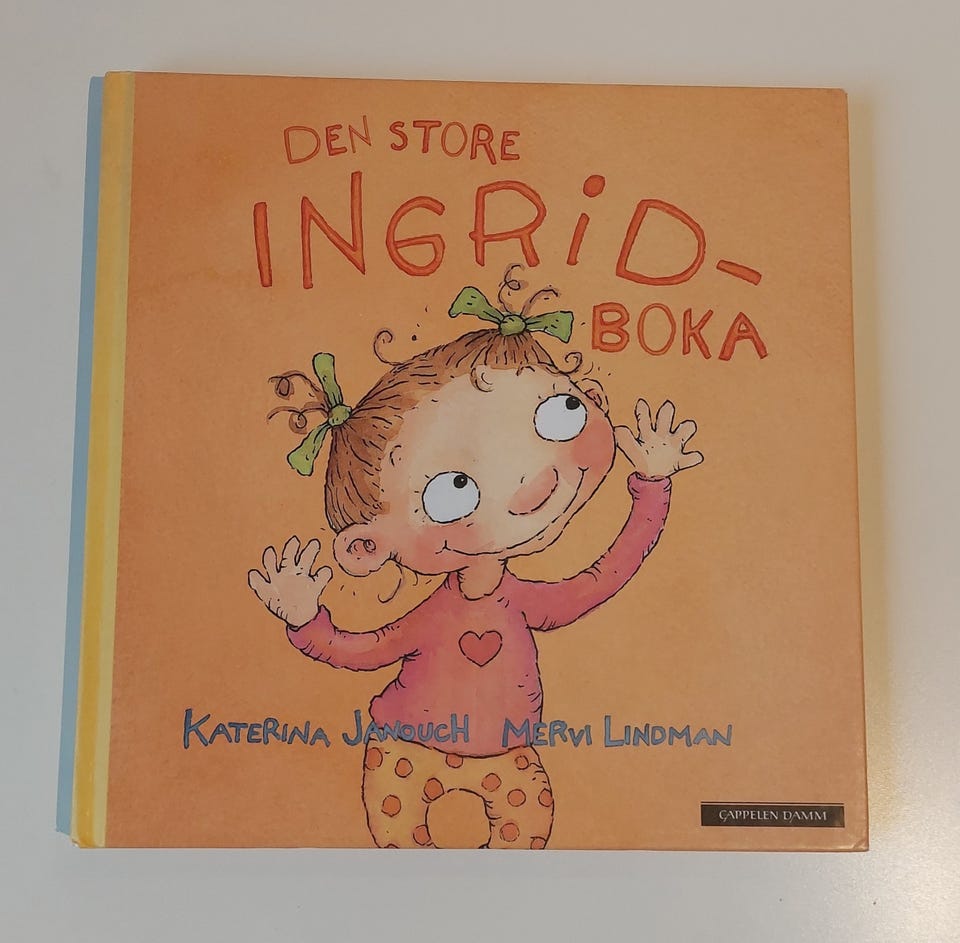 DEN STORE
INGRiD-
BOKA
KATERINA JANOUCH MERVI LINDMAN
CAPPELEN DAMM